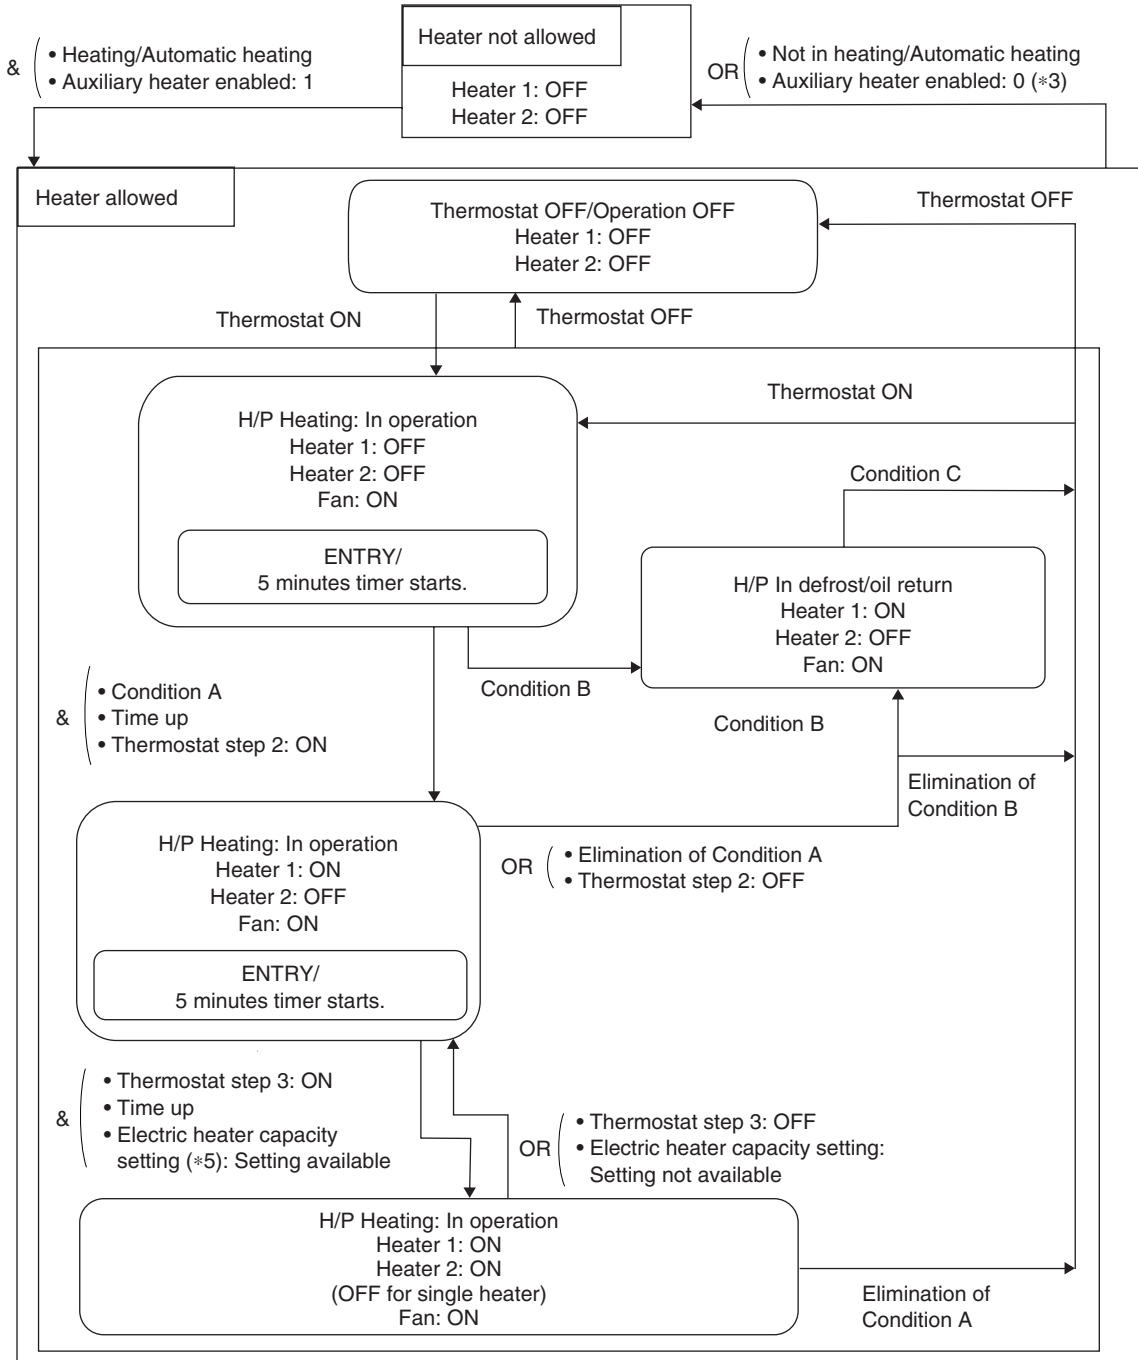 Heater not allowed
Heater 1: OFF
Heater 2: OFF
&
• Heating/Automatic heating
• Auxiliary heater enabled: 1
OR
• Not in heating/Automatic heating
• Auxiliary heater enabled: 0 (*3)
Heater allowed
Thermostat OFF/Operation OFF
Heater 1: OFF
Heater 2: OFF
Thermostat OFF
Thermostat ON
Thermostat OFF
H/P Heating: In operation
Heater 1: OFF
Heater 2: OFF
Fan: ON
ENTRY/
5 minutes timer starts.
Thermostat ON
Condition C
H/P In defrost/oil return
Heater 1: ON
Heater 2: OFF
Fan: ON
Condition B
&
• Condition A
• Time up
• Thermostat step 2: ON
Condition B
Elimination of
Condition B
H/P Heating: In operation
Heater 1: ON
Heater 2: OFF
Fan: ON
ENTRY/
5 minutes timer starts.
OR
• Elimination of Condition A
• Thermostat step 2: OFF
&
• Thermostat step 3: ON
• Time up
• Electric heater capacity
setting (*5): Setting available
OR
• Thermostat step 3: OFF
• Electric heater capacity setting:
Setting not available
H/P Heating: In operation
Heater 1: ON
Heater 2: ON
(OFF for single heater)
Fan: ON
Elimination of
Condition A